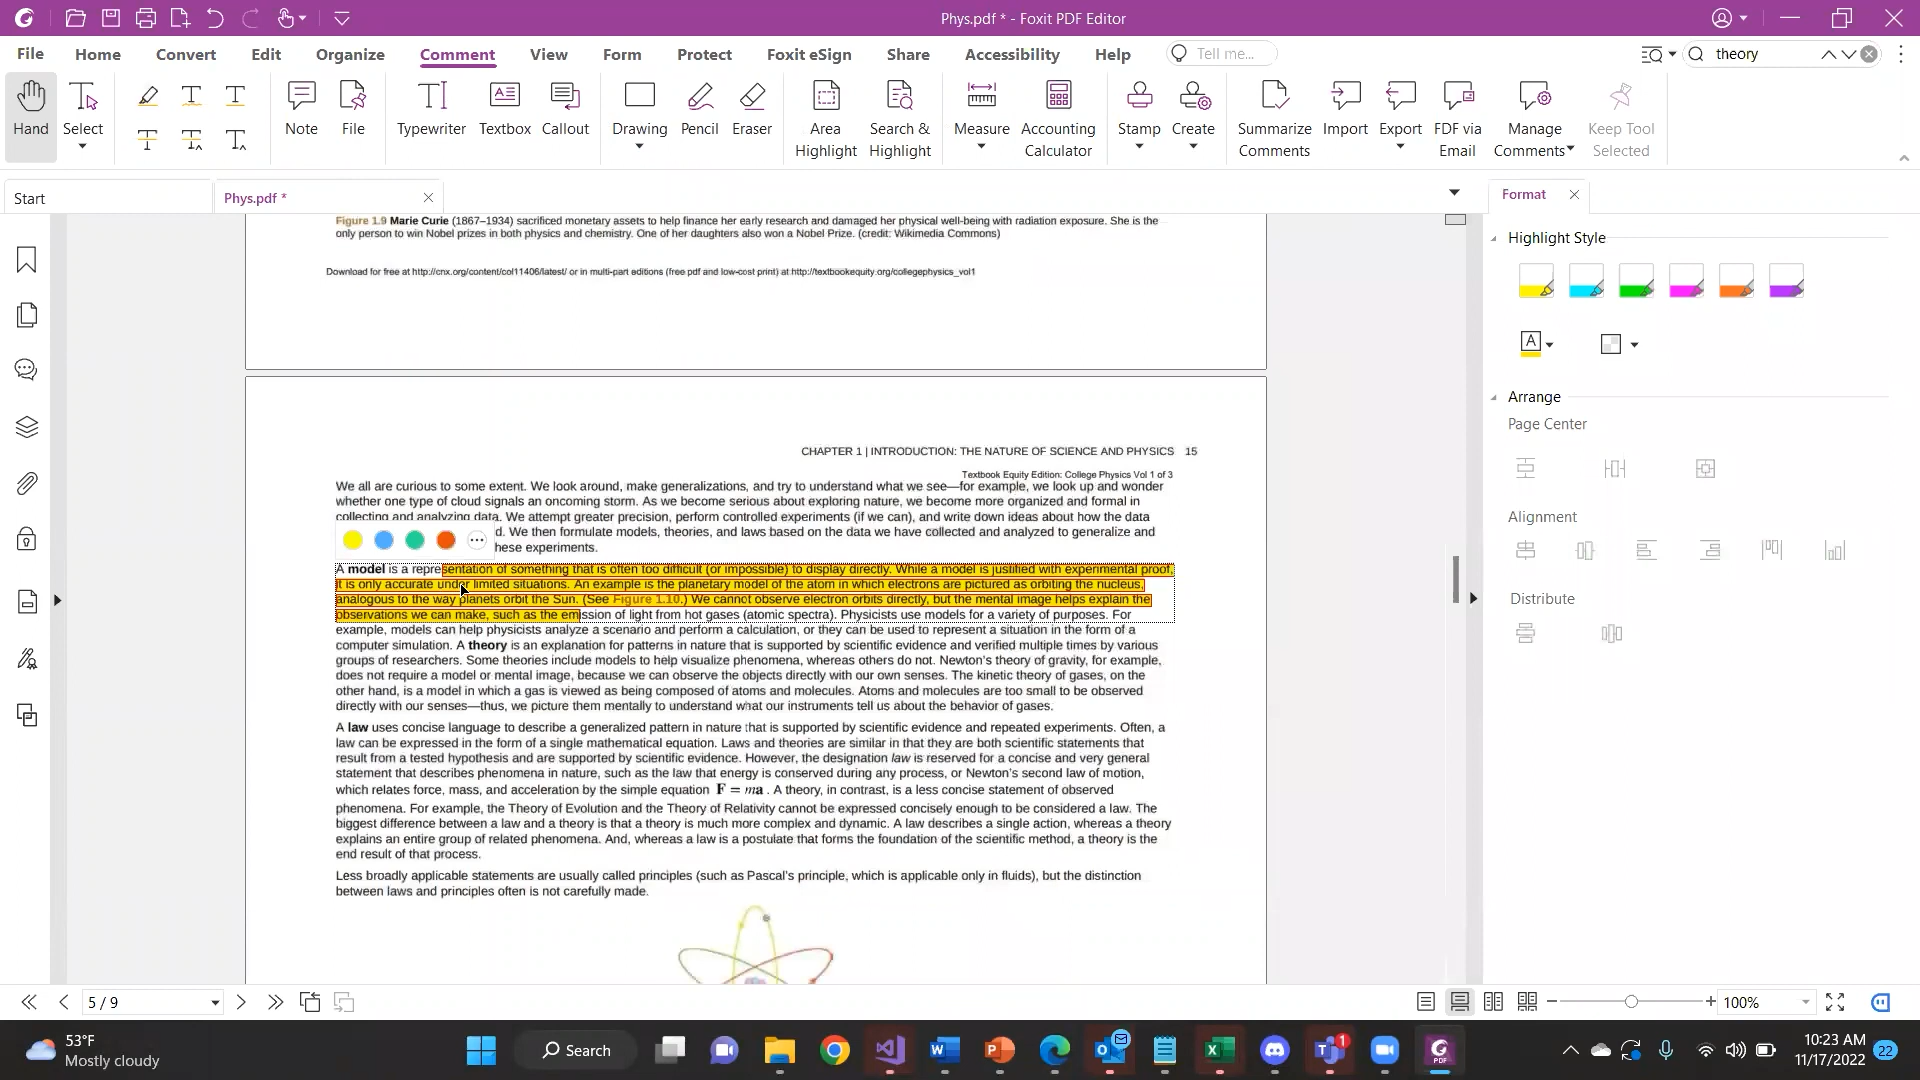 Phys.pdf * - Foxit PDF Editor
File Home Convert Edit Organize Comment View Form Protect Foxit eSign Share Accessibility Help Tell me... theory
Hand Select Note File Typewriter Textbox Callout Drawing Pencil Eraser Area Highlight Search & Highlight Measure Accounting Calculator Stamp Create Summarize Comments Import Export FDF via Email Manage Comments Keep Tool Selected
Start Phys.pdf * Format
Figure 1.9 Marie Curie (1867–1934) sacrificed monetary assets to help finance her early research and damaged her physical well-being with radiation exposure. She is the
only person to win Nobel prizes in both physics and chemistry. One of her daughters also won a Nobel Prize. (credit: Wikimedia Commons)
Download for free at http://cnx.org/content/col11406/latest/ or in multi-part editions (free pdf and low-cost print) at http://textbookequity.org/collegephysics_vol1
CHAPTER 1 | INTRODUCTION: THE NATURE OF SCIENCE AND PHYSICS 15
Textbook Equity Edition: College Physics Vol 1 of 3
We all are curious to some extent. We look around, make generalizations, and try to understand what we see—for example, we look up and wonder
whether one type of cloud signals an oncoming storm. As we become serious about exploring nature, we become more organized and formal in
collecting and analyzing data. We attempt greater precision, perform controlled experiments (if we can), and write down ideas about how the data
d. We then formulate models, theories, and laws based on the data we have collected and analyzed to generalize and
hese experiments.
A model is a representation of something that is often too difficult (or impossible) to display directly. While a model is justified with experimental proof,
it is only accurate under limited situations. An example is the planetary model of the atom in which electrons are pictured as orbiting the nucleus,
analogous to the way planets orbit the Sun. (See Figure 1.10.) We cannot observe electron orbits directly, but the mental image helps explain the
observations we can make, such as the emission of light from hot gases (atomic spectra). Physicists use models for a variety of purposes. For
example, models can help physicists analyze a scenario and perform a calculation, or they can be used to represent a situation in the form of a
computer simulation. A theory is an explanation for patterns in nature that is supported by scientific evidence and verified multiple times by various
groups of researchers. Some theories include models to help visualize phenomena, whereas others do not. Newton's theory of gravity, for example,
does not require a model or mental image, because we can observe the objects directly with our own senses. The kinetic theory of gases, on the
other hand, is a model in which a gas is viewed as being composed of atoms and molecules. Atoms and molecules are too small to be observed
directly with our senses—thus, we picture them mentally to understand what our instruments tell us about the behavior of gases.
A law uses concise language to describe a generalized pattern in nature that is supported by scientific evidence and repeated experiments. Often, a
law can be expressed in the form of a single mathematical equation. Laws and theories are similar in that they are both scientific statements that
result from a tested hypothesis and are supported by scientific evidence. However, the designation law is reserved for a concise and very general
statement that describes phenomena in nature, such as the law that energy is conserved during any process, or Newton's second law of motion,
which relates force, mass, and acceleration by the simple equation F = ma . A theory, in contrast, is a less concise statement of observed
phenomena. For example, the Theory of Evolution and the Theory of Relativity cannot be expressed concisely enough to be considered a law. The
biggest difference between a law and a theory is that a theory is much more complex and dynamic. A law describes a single action, whereas a theory
explains an entire group of related phenomena. And, whereas a law is a postulate that forms the foundation of the scientific method, a theory is the
end result of that process.
Less broadly applicable statements are usually called principles (such as Pascal's principle, which is applicable only in fluids), but the distinction
between laws and principles often is not carefully made.
Highlight Style
A
Arrange
Page Center
Alignment
Distribute
5 / 9 100%
53°F
Mostly cloudy
Search
1
10:23 AM
11/17/2022
22